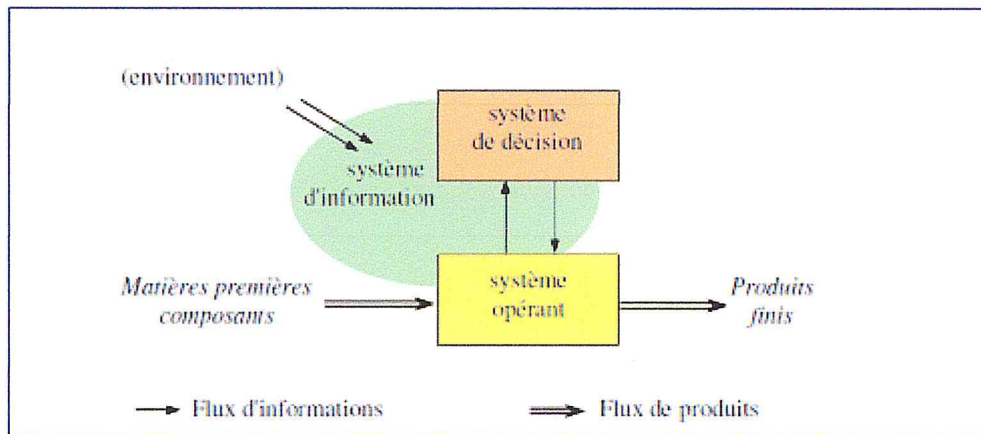 (environnement)
système
de décision
système
d'information
Matières premières
composants
système
opérant
Produits
finis
Flux d'informations
Flux de produits